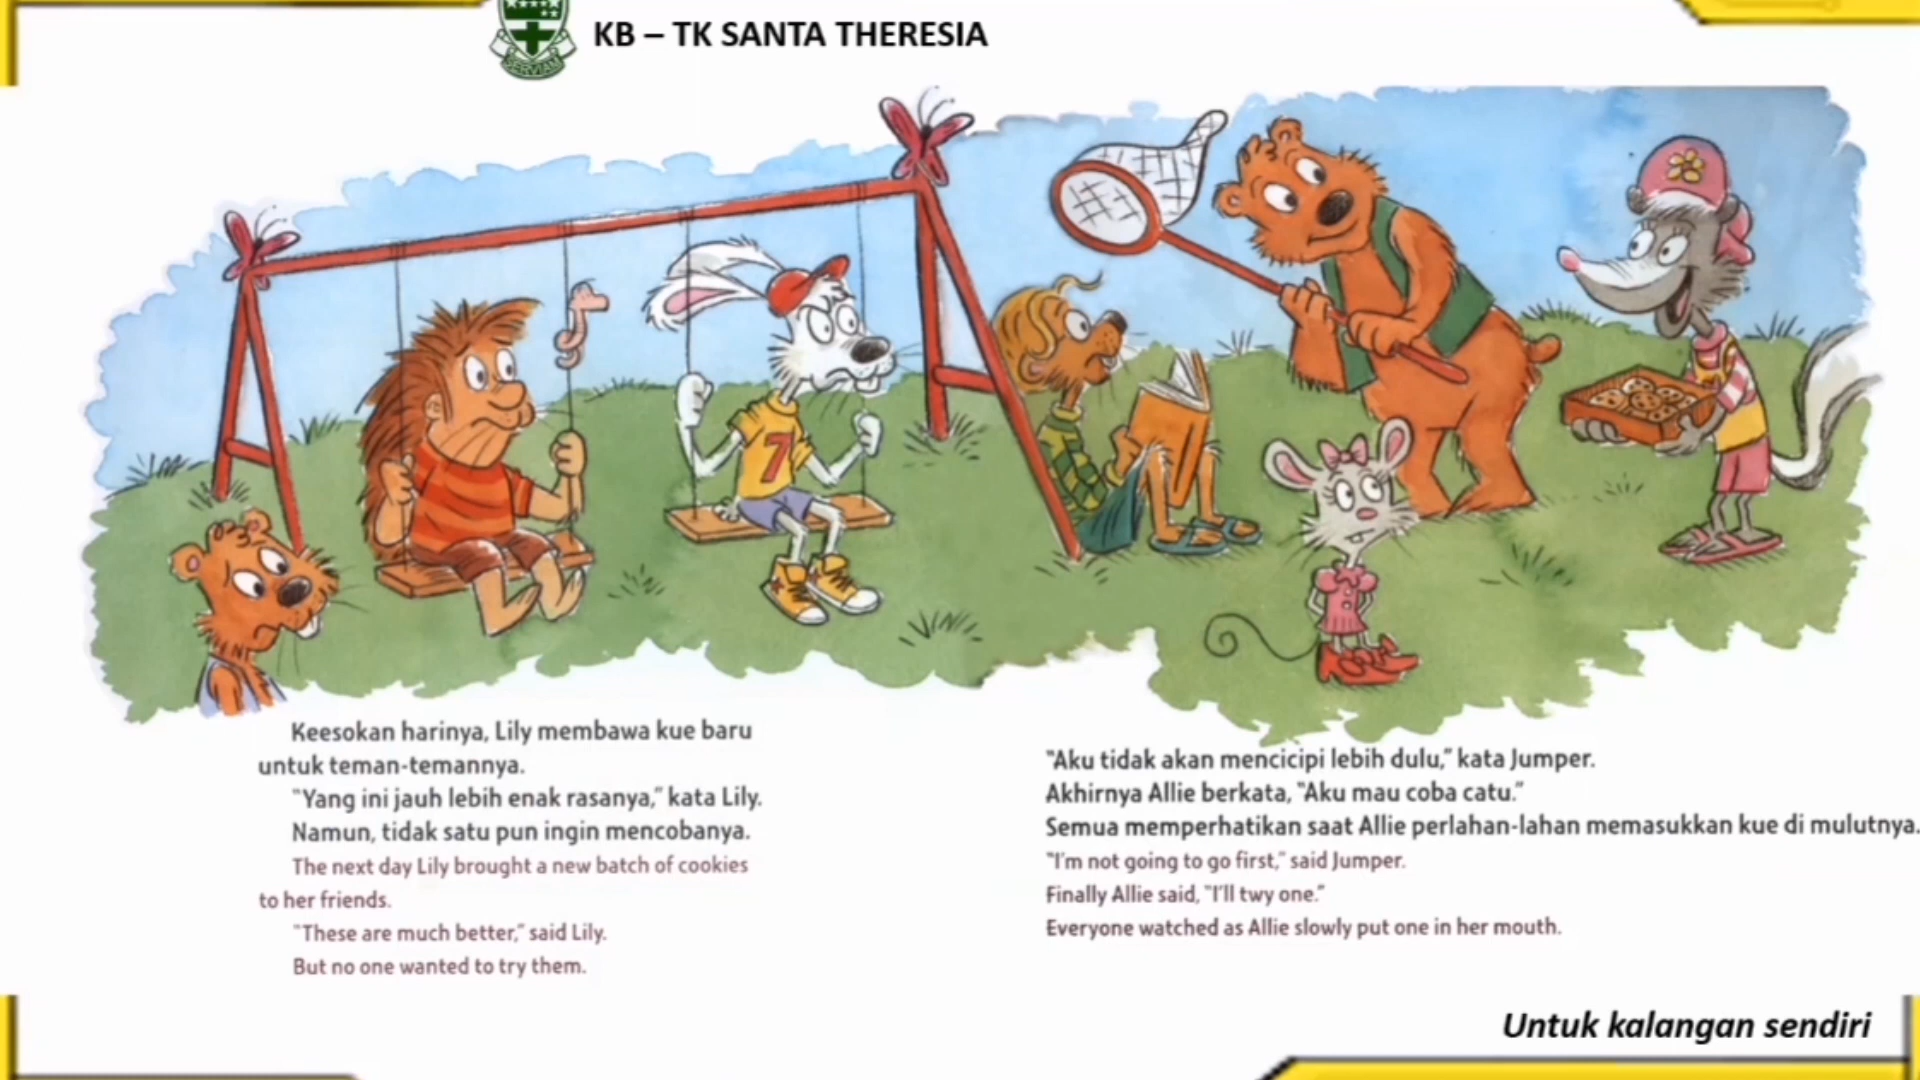 SERVIAM
KB – TK SANTA THERESIA
7
Keesokan harinya, Lily membawa kue baru
untuk teman-temannya.
"Yang ini jauh lebih enak rasanya," kata Lily.
Namun, tidak satu pun ingin mencobanya.
The next day Lily brought a new batch of cookies
to her friends.
"These are much better," said Lily.
But no one wanted to try them.
"Aku tidak akan mencicipi lebih dulu," kata Jumper.
Akhirnya Allie berkata, "Aku mau coba catu."
Semua memperhatikan saat Allie perlahan-lahan memasukkan kue di mulutnya.
"I'm not going to go first," said Jumper.
Finally Allie said, "I'll twy one."
Everyone watched as Allie slowly put one in her mouth.
Untuk kalangan sendiri